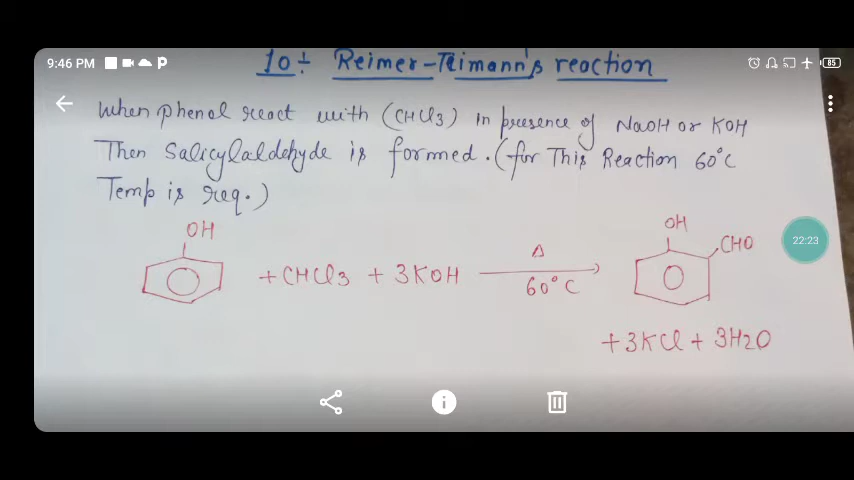 9:46 PM
85
10÷ Reimer-Teimann's reaction
When phenol react with (CHCl3) in presence of NaOH or KOH
Then Salicylaldehyde is formed. (for This Reaction 60°C
Temp is req.)
OH
+ CHCl3 + 3KOH
Δ
60°C
OH
CHO
+ 3KCl + 3H2O
22:23